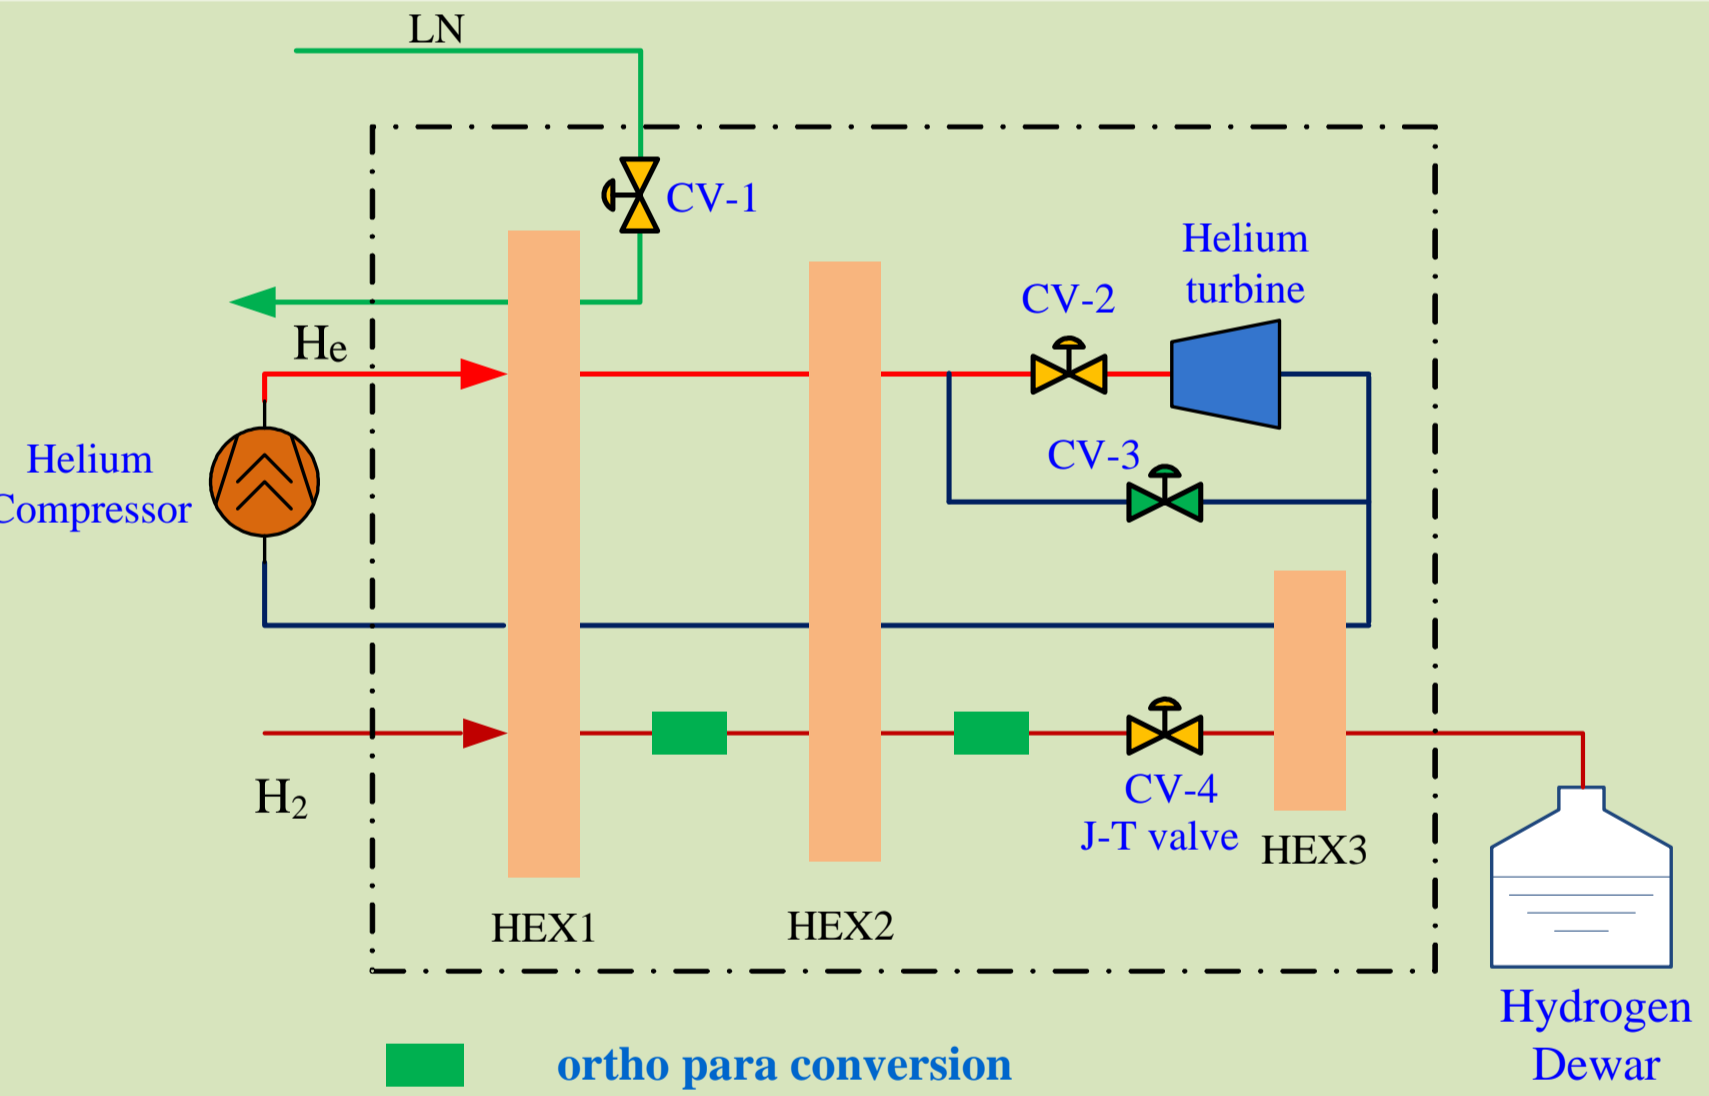 LN
CV-1
Helium
turbine
CV-2
He
CV-3
Helium
Compressor
H2
CV-4
J-T valve
HEX3
HEX1
HEX2
Hydrogen
Dewar
ortho para conversion